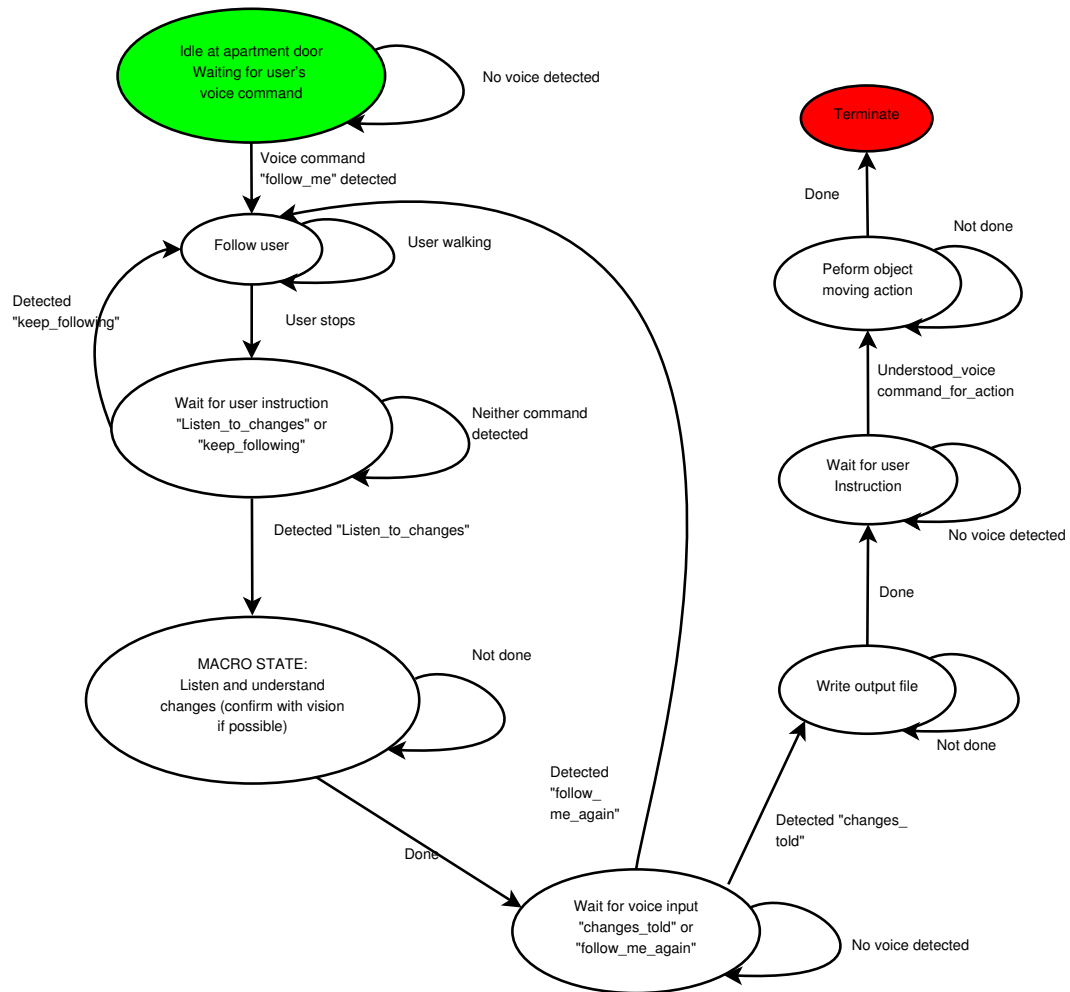 Idle at apartment door
Waiting for user's
voice command
No voice detected
Voice command
"follow_me" detected
Follow user
User walking
Detected
"keep_following"
User stops
Wait for user instruction
"Listen_to_changes" or
"keep_following"
Neither command
detected
Detected "Listen_to_changes"
MACRO STATE:
Listen and understand
changes (confirm with vision
if possible)
Not done
Done
Detected
"follow_
me_again"
Wait for voice input
"changes_told" or
"follow_me_again"
No voice detected
Detected "changes_
told"
Write output file
Not done
Done
Wait for user
Instruction
No voice detected
Understood_voice
command_for_action
Peform object
moving action
Not done
Done
Terminate